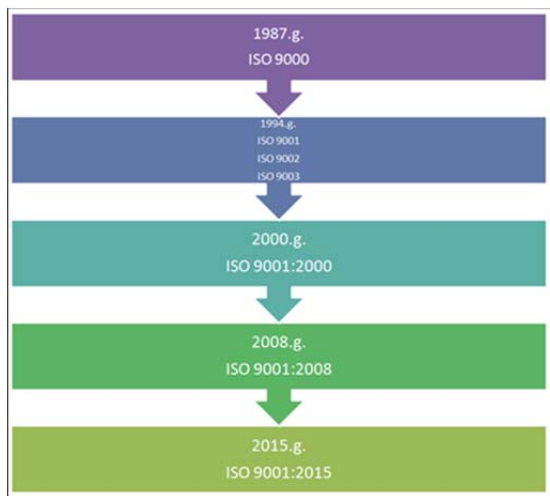 1987.g.
ISO 9000
1994.g.
ISO 9001
ISO 9002
ISO 9003
2000.g.
ISO 9001:2000
2008.g.
ISO 9001:2008
2015.g.
ISO 9001:2015